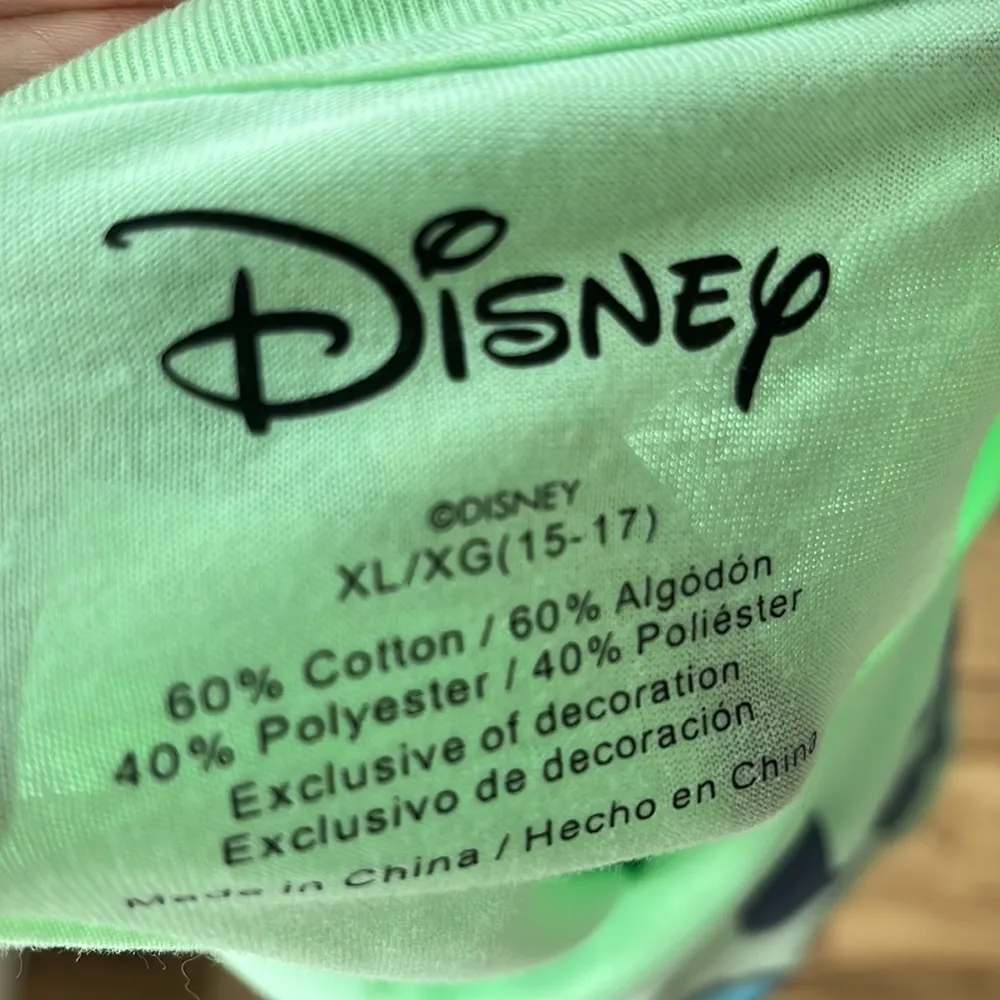 Disney
©DISNEY
XL/XG(15-17)
60% Cotton / 60% Algódón
40% Polyester / 40% Poliéster
Exclusive of decoration
Exclusivo de decoración
Made in China / Hecho en China